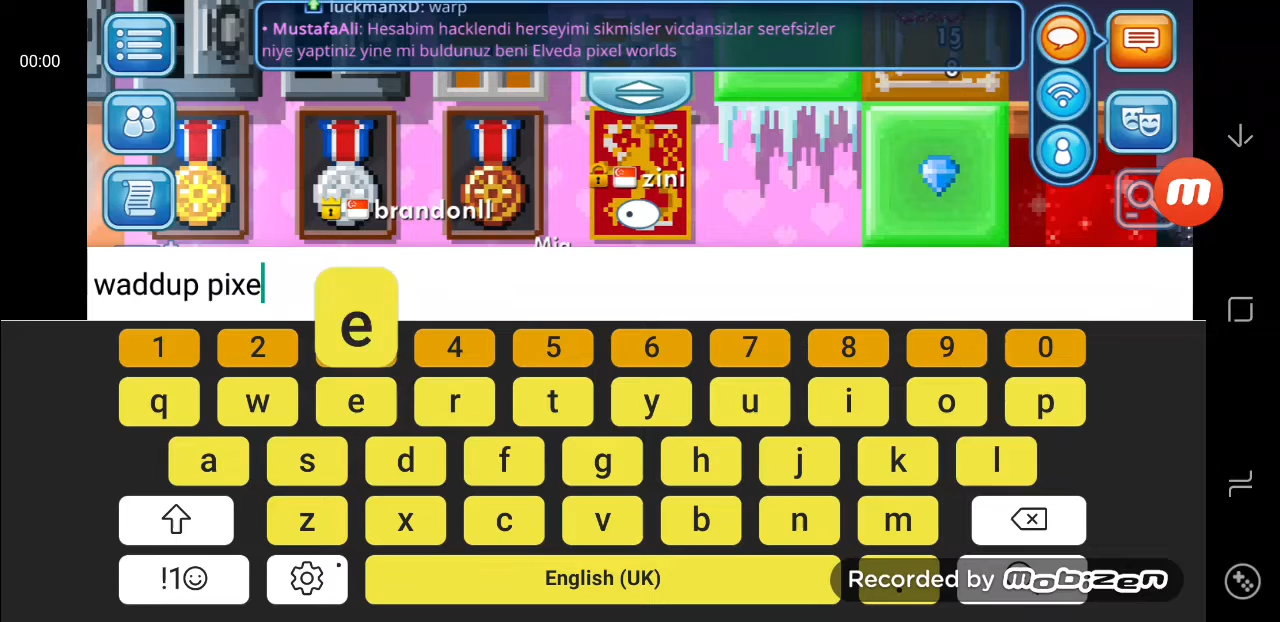 luckmanxD: warp
• MustafaAli: Hesabim hacklendi herseyimi sikmisler vicdansizlar serefsizler
niye yaptiniz yine mi buldunuz beni Elveda pixel worlds
15
8
00:00
zini
brandonll
Mia
waddup pixe
e
1 2 4 5 6 7 8 9 0
q w e r t y u i o p
a s d f g h j k l
z x c v b n m
!1☺ English (UK) .
Recorded by mobizen